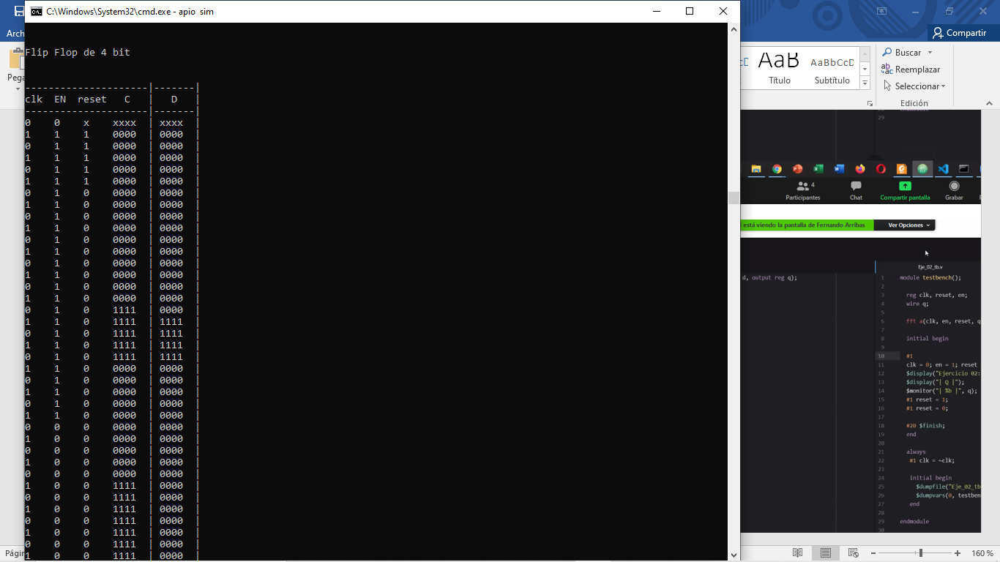 C:\Windows\System32\cmd.exe - apio  sim
Flip Flop de 4 bit
---------------------|-------|
clk  EN  reset   C   |   D   |
---------------------|-------|
0    0    x    xxxx  | xxxx  |
1    1    1    0000  | 0000  |
0    1    1    0000  | 0000  |
1    1    1    0000  | 0000  |
0    1    1    0000  | 0000  |
1    1    1    0000  | 0000  |
0    1    0    0000  | 0000  |
1    1    0    0000  | 0000  |
0    1    0    0000  | 0000  |
1    1    0    0000  | 0000  |
0    1    0    0000  | 0000  |
1    1    0    0000  | 0000  |
0    1    0    0000  | 0000  |
1    1    0    0000  | 0000  |
0    1    0    0000  | 0000  |
1    1    0    0000  | 0000  |
0    1    0    1111  | 0000  |
1    1    0    1111  | 1111  |
0    1    0    1111  | 1111  |
1    1    0    1111  | 1111  |
0    1    0    1111  | 1111  |
1    1    0    0000  | 0000  |
0    1    0    0000  | 0000  |
1    1    0    0000  | 0000  |
0    1    0    0000  | 0000  |
1    1    0    0000  | 0000  |
0    0    0    0000  | 0000  |
1    0    0    0000  | 0000  |
0    0    0    0000  | 0000  |
1    0    0    0000  | 0000  |
0    0    0    0000  | 0000  |
1    0    0    1111  | 0000  |
0    0    0    1111  | 0000  |
1    0    0    1111  | 0000  |
0    0    0    1111  | 0000  |
1    0    0    1111  | 0000  |
0    0    0    1111  | 0000  |
1    0    0    1111  | 0000  |
Arch
Pega
Págin
Compartir
AaB
AaBbCcD
Título
Subtítulo
Buscar
Reemplazar
Seleccionar
Edición
29
4
Participantes
Chat
Compartir pantalla
Grabar
está viendo la pantalla de Fernando Arribas
Ver Opciones
d, output reg q);
Eje_02_tb.v
1 module testbench();
2
3 reg clk, reset, en;
4 wire q;
5
6 fft a(clk, en, reset, q
7
8 initial begin
9
10 #1
11 clk = 0; en = 1; reset
12 $display("Ejercicio 02:
13 $display("| Q |");
14 $monitor("| %b |", q);
15 #1 reset = 1;
16 #1 reset = 0;
17
18 #20 $finish;
19 end
20
21 always
22 #1 clk = ~clk;
23
24 initial begin
25 $dumpfile("Eje_02_tb
26 $dumpvars(0, testben
27 end
28
29 endmodule
30
160 %